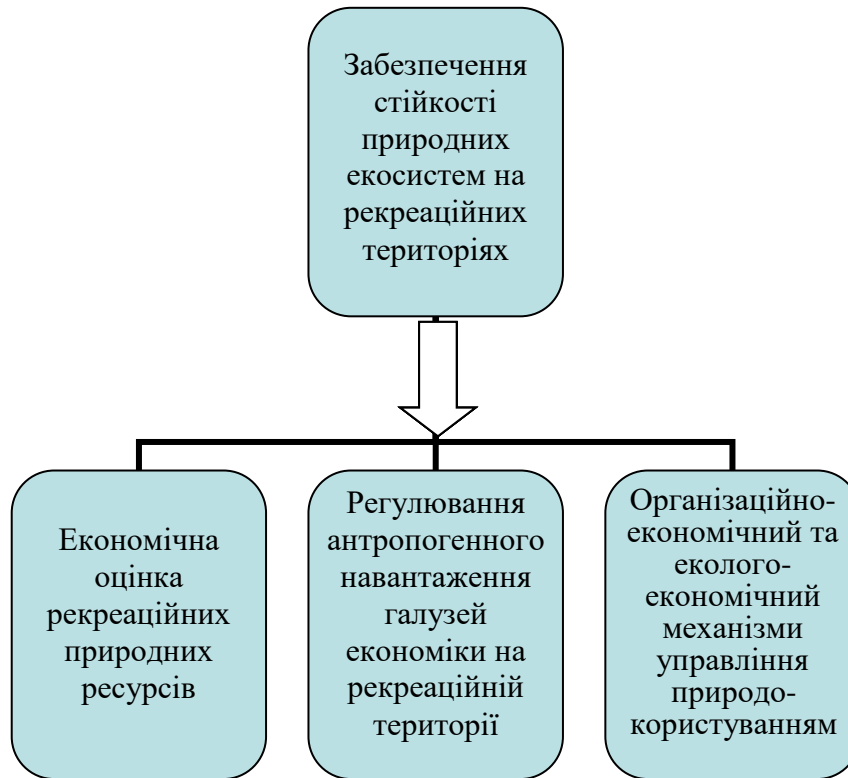 Забезпечення
стійкості
природних
екосистем на
рекреаційних
територіях
Економічна
оцінка
рекреаційних
природних
ресурсів
Регулювання
антропогенного
навантаження
галузей
економіки на
рекреаційній
території
Організаційно-
економічний та
еколого-
економічний
механізми
управління
природо-
користуванням